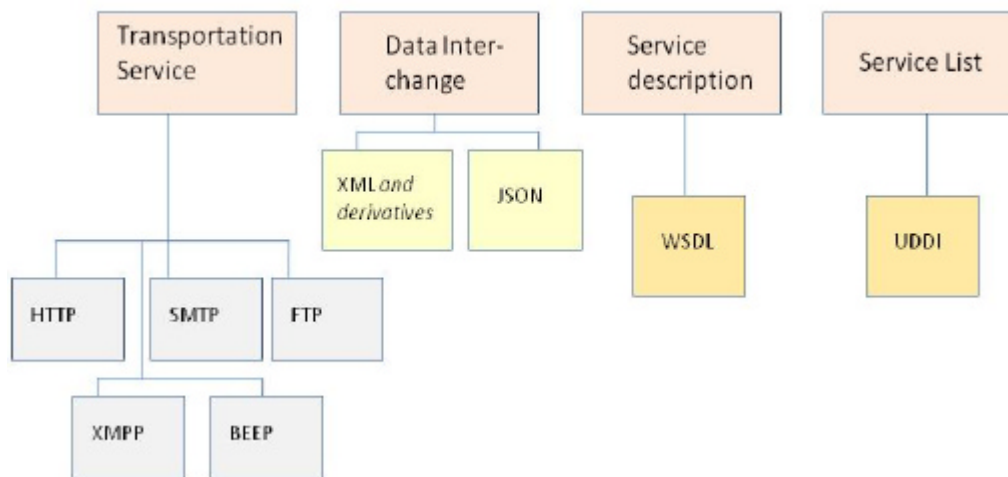 Transportation
Service
Data Inter-
change
Service
description
Service List
XML and
derivatives
JSON
WSDL
UDDI
HTTP
SMTP
FTP
XMPP
BEEP